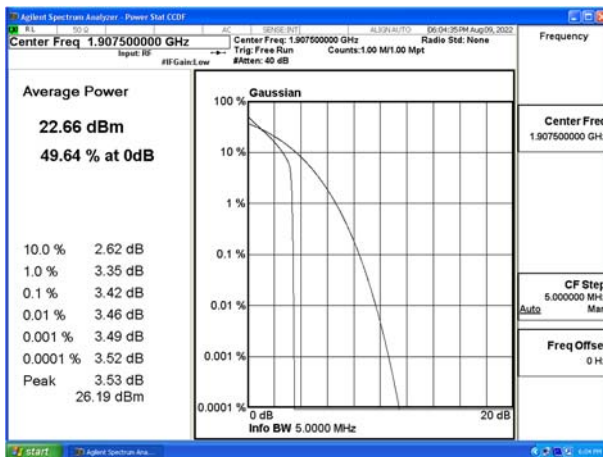 Agilent Spectrum Analyzer - Power Stat CCDF
RL 50 Ω AC SENSE:INT ALIGN AUTO 06:04:35 PM Aug 09, 2022
Center Freq 1.907500000 GHz
Center Freq: 1.907500000 GHz Radio Std: None
Input: RF Trig: Free Run Counts:1.00 M/1.00 Mpt
#IFGain:Low #Atten: 40 dB
Frequency
Average Power
22.66 dBm
49.64 % at 0dB
10.0 % 2.62 dB
1.0 % 3.35 dB
0.1 % 3.42 dB
0.01 % 3.46 dB
0.001 % 3.49 dB
0.0001 % 3.52 dB
Peak 3.53 dB
26.19 dBm
Gaussian
100 %
10 %
1 %
0.1 %
0.01 %
0.001 %
0.0001 %
0 dB 20 dB
Info BW 5.0000 MHz
Center Freq
1.907500000 GHz
CF Step
5.000000 MHz
Auto Man
Freq Offset
0 Hz
start
Agilent Spectrum Ana...
6:04 PM